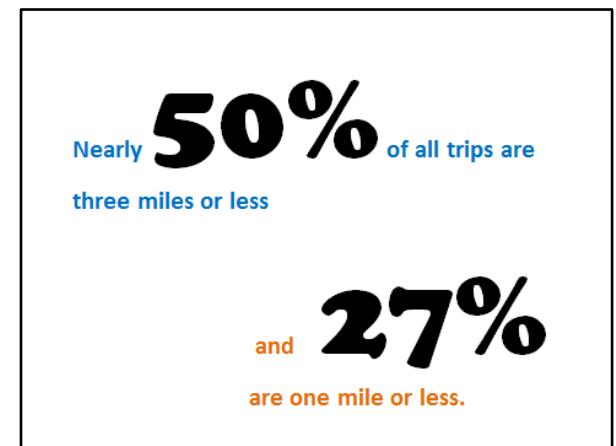 Nearly 50% of all trips are
three miles or less
and 27%
are one mile or less.